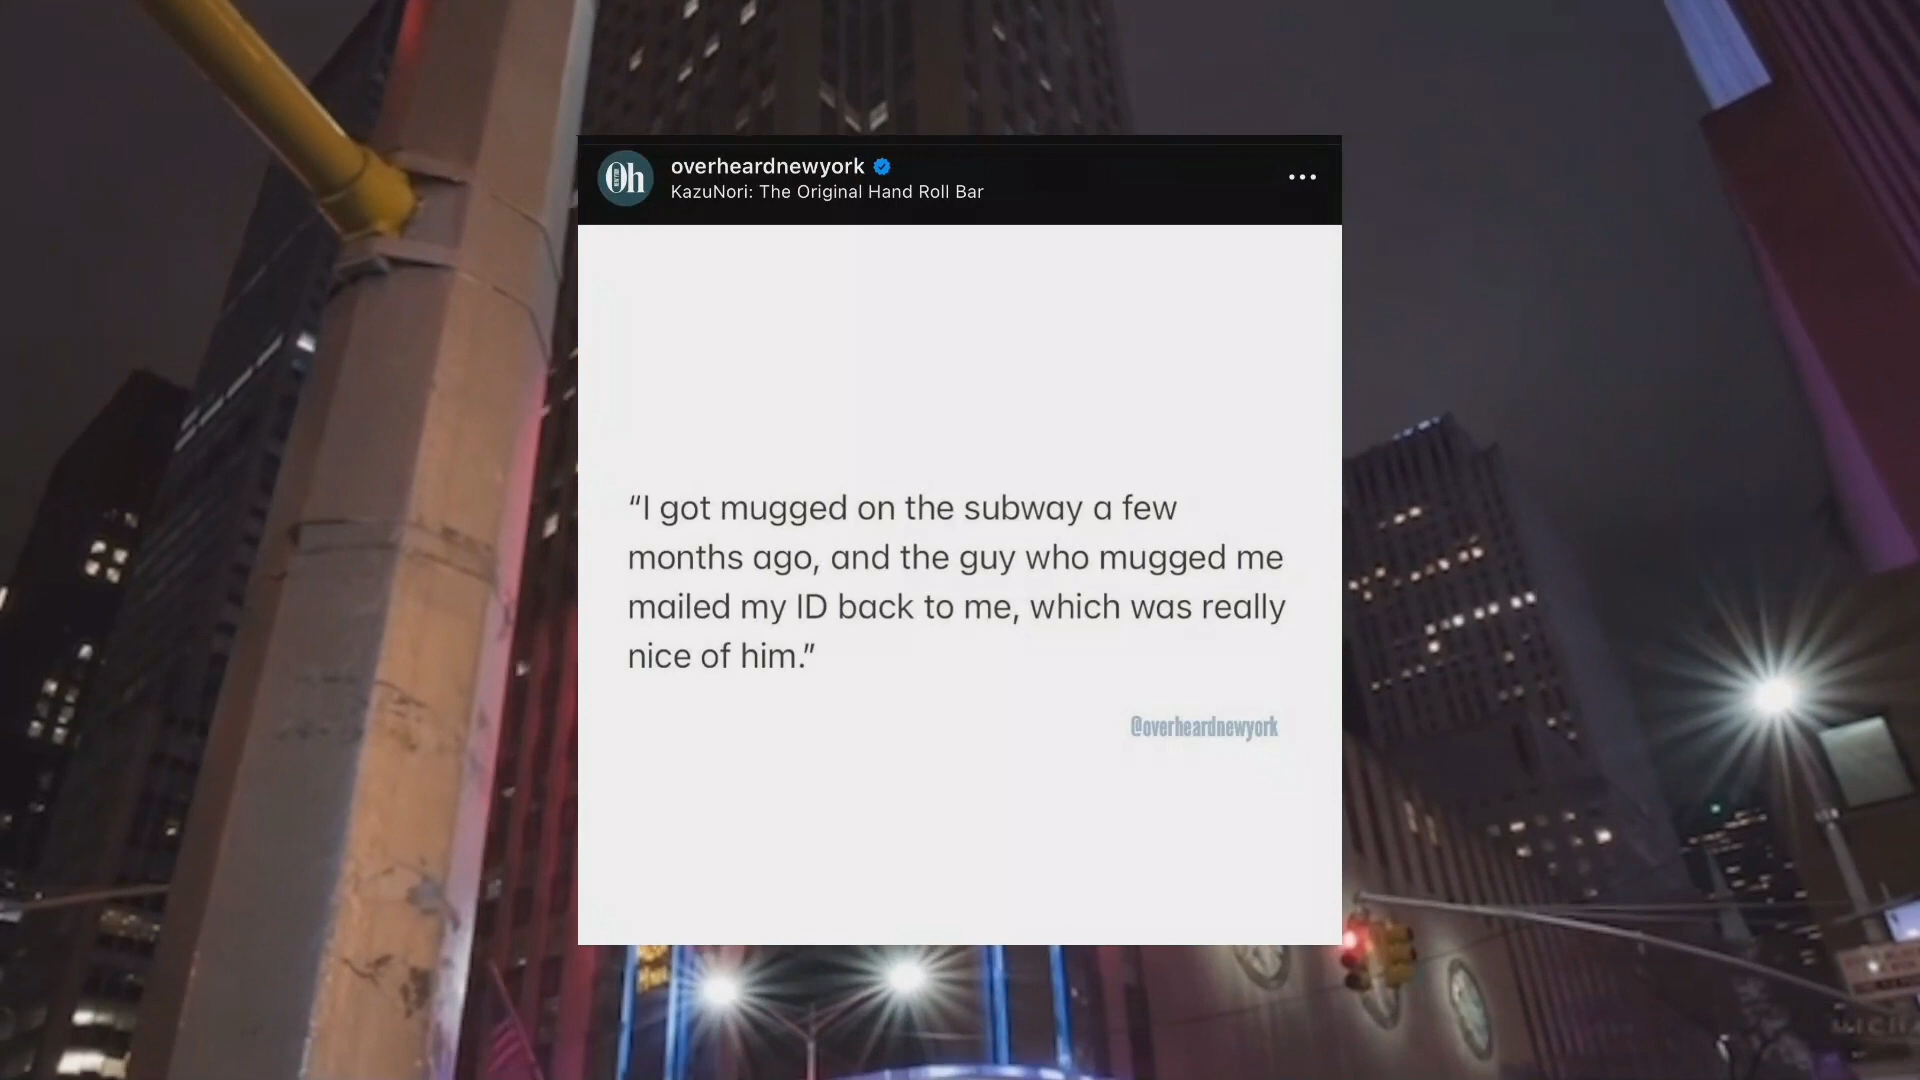 Oh
overheardnewyork
KazuNori: The Original Hand Roll Bar
“I got mugged on the subway a few
months ago, and the guy who mugged me
mailed my ID back to me, which was really
nice of him.”
@overheardnewyork